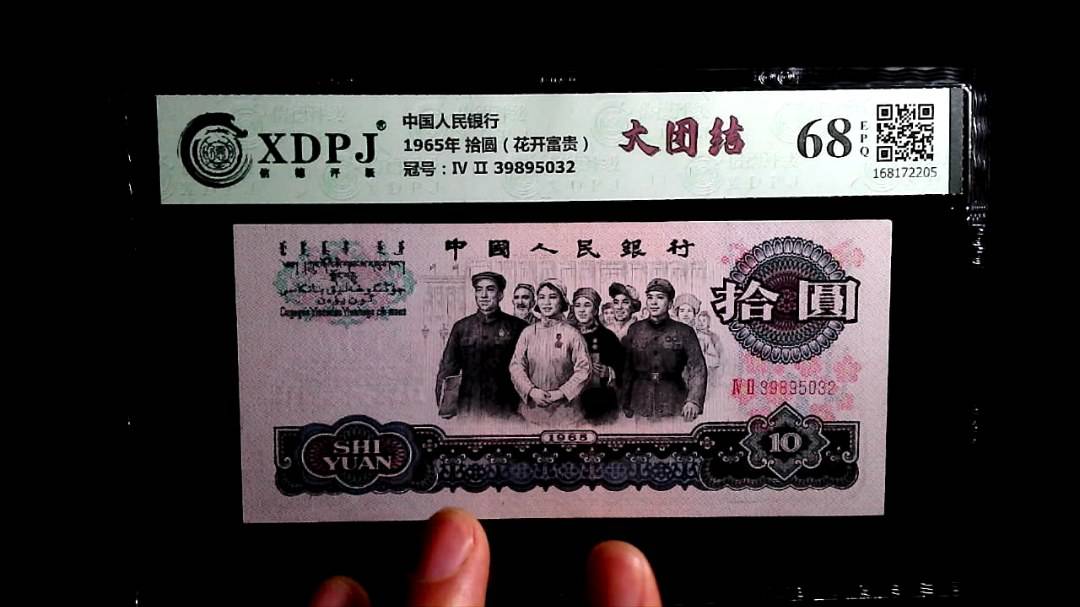 XDPJ®
信德评级
中国人民银行
1965年 拾圆（花开富贵）
冠号：Ⅳ Ⅱ 39895032
大团结
68
EPQ
168172205
中國人民銀行
拾圓
Ⅳ Ⅱ 39895032
1965
SHI
YUAN
10